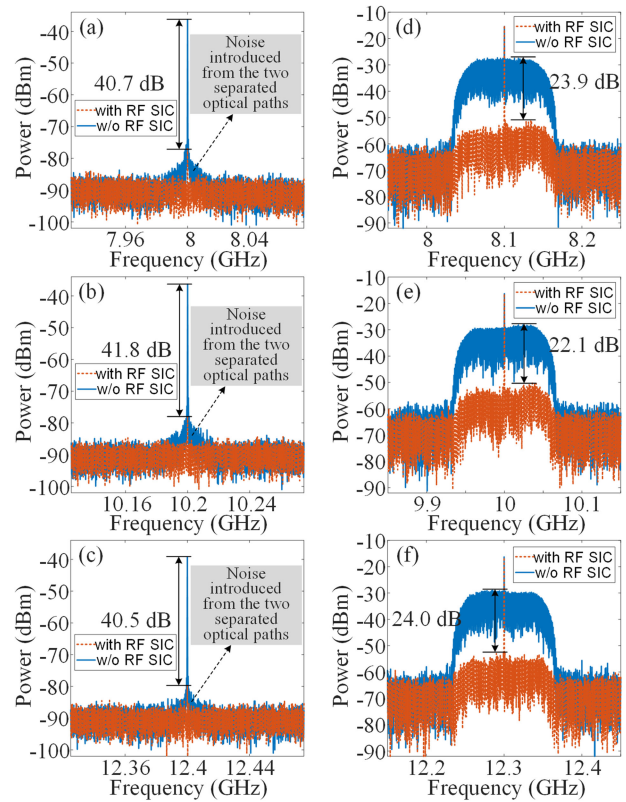 (a)
Noise
introduced
from the two
separated
optical paths
40.7 dB
with RF SIC
w/o RF SIC
Power (dBm)
-40
-50
-60
-70
-80
-90
-100
7.96
8
8.04
Frequency (GHz)
(d)
with RF SIC
w/o RF SIC
23.9 dB
Power (dBm)
-10
-20
-30
-40
-50
-60
-70
-80
-90
8
8.1
8.2
Frequency (GHz)
(b)
Noise
introduced
from the two
separated
optical paths
41.8 dB
with RF SIC
w/o RF SIC
Power (dBm)
-40
-50
-60
-70
-80
-90
-100
10.16
10.2
10.24
Frequency (GHz)
(e)
with RF SIC
w/o RF SIC
22.1 dB
Power (dBm)
-10
-20
-30
-40
-50
-60
-70
-80
-90
9.9
10
10.1
Frequency (GHz)
(c)
Noise
introduced
from the two
separated
optical paths
40.5 dB
with RF SIC
w/o RF SIC
Power (dBm)
-40
-50
-60
-70
-80
-90
-100
12.36
12.4
12.44
Frequency (GHz)
(f)
with RF SIC
w/o RF SIC
24.0 dB
Power (dBm)
-10
-20
-30
-40
-50
-60
-70
-80
-90
12.2
12.3
12.4
Frequency (GHz)